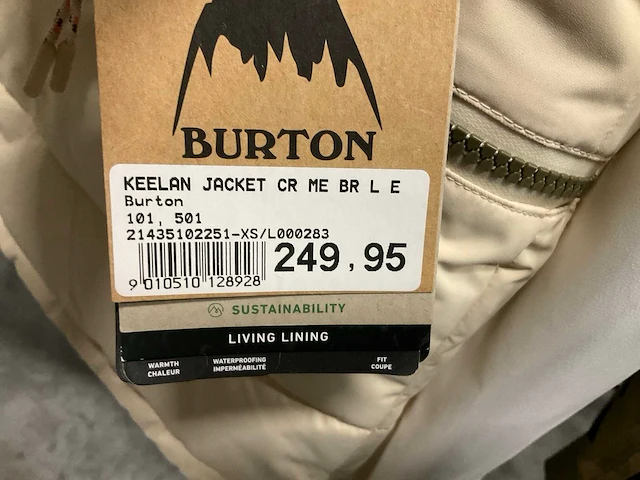 BURTON
KEELAN JACKET CR ME BR L E
Burton
101, 501
21435102251-XS/L000283
249,95
9 010510 128928
SUSTAINABILITY
LIVING LINING
WARMTH
CHALEUR
WATERPROOFING
IMPERMÉABILITÉ
FIT
COUPE